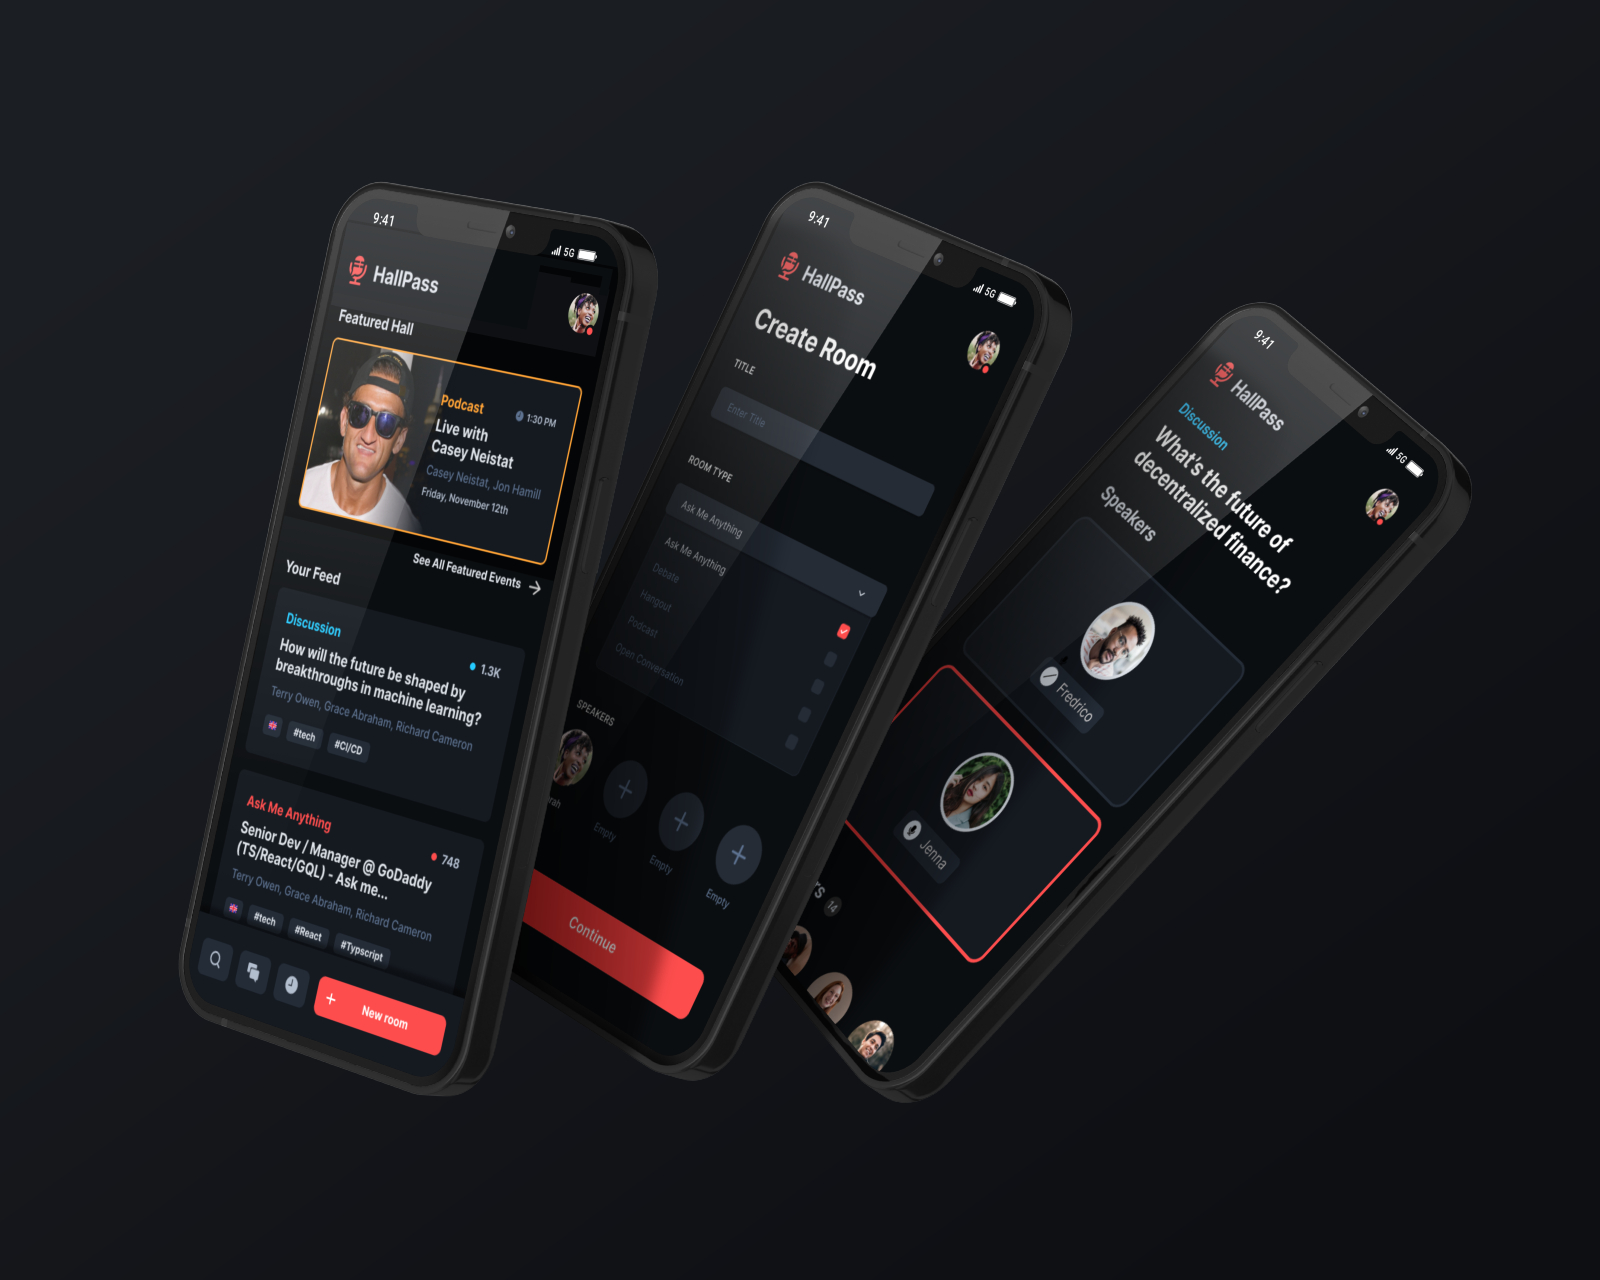 9:41
5G
HallPass
Featured Hall
Podcast
1:30 PM
Live with
Casey Neistat
Casey Neistat, Jon Hamill
Friday, November 12th
See All Featured Events
Your Feed
Discussion
1.3K
How will the future be shaped by
breakthroughs in machine learning?
Terry Owen, Grace Abraham, Richard Cameron
#tech
#CI/CD
Ask Me Anything
748
Senior Dev / Manager @ GoDaddy
(TS/React/GQL) - Ask me...
Terry Owen, Grace Abraham, Richard Cameron
#tech
#React
#Typscript
New room
9:41
5G
HallPass
Create Room
TITLE
Enter Title
ROOM TYPE
Ask Me Anything
Ask Me Anything
Debate
Hangout
Podcast
Open Conversation
SPEAKERS
rah
Empty
Empty
Empty
Continue
9:41
5G
HallPass
Discussion
What's the future of
decentralized finance?
Speakers
Fredrico
Jenna
rs
14